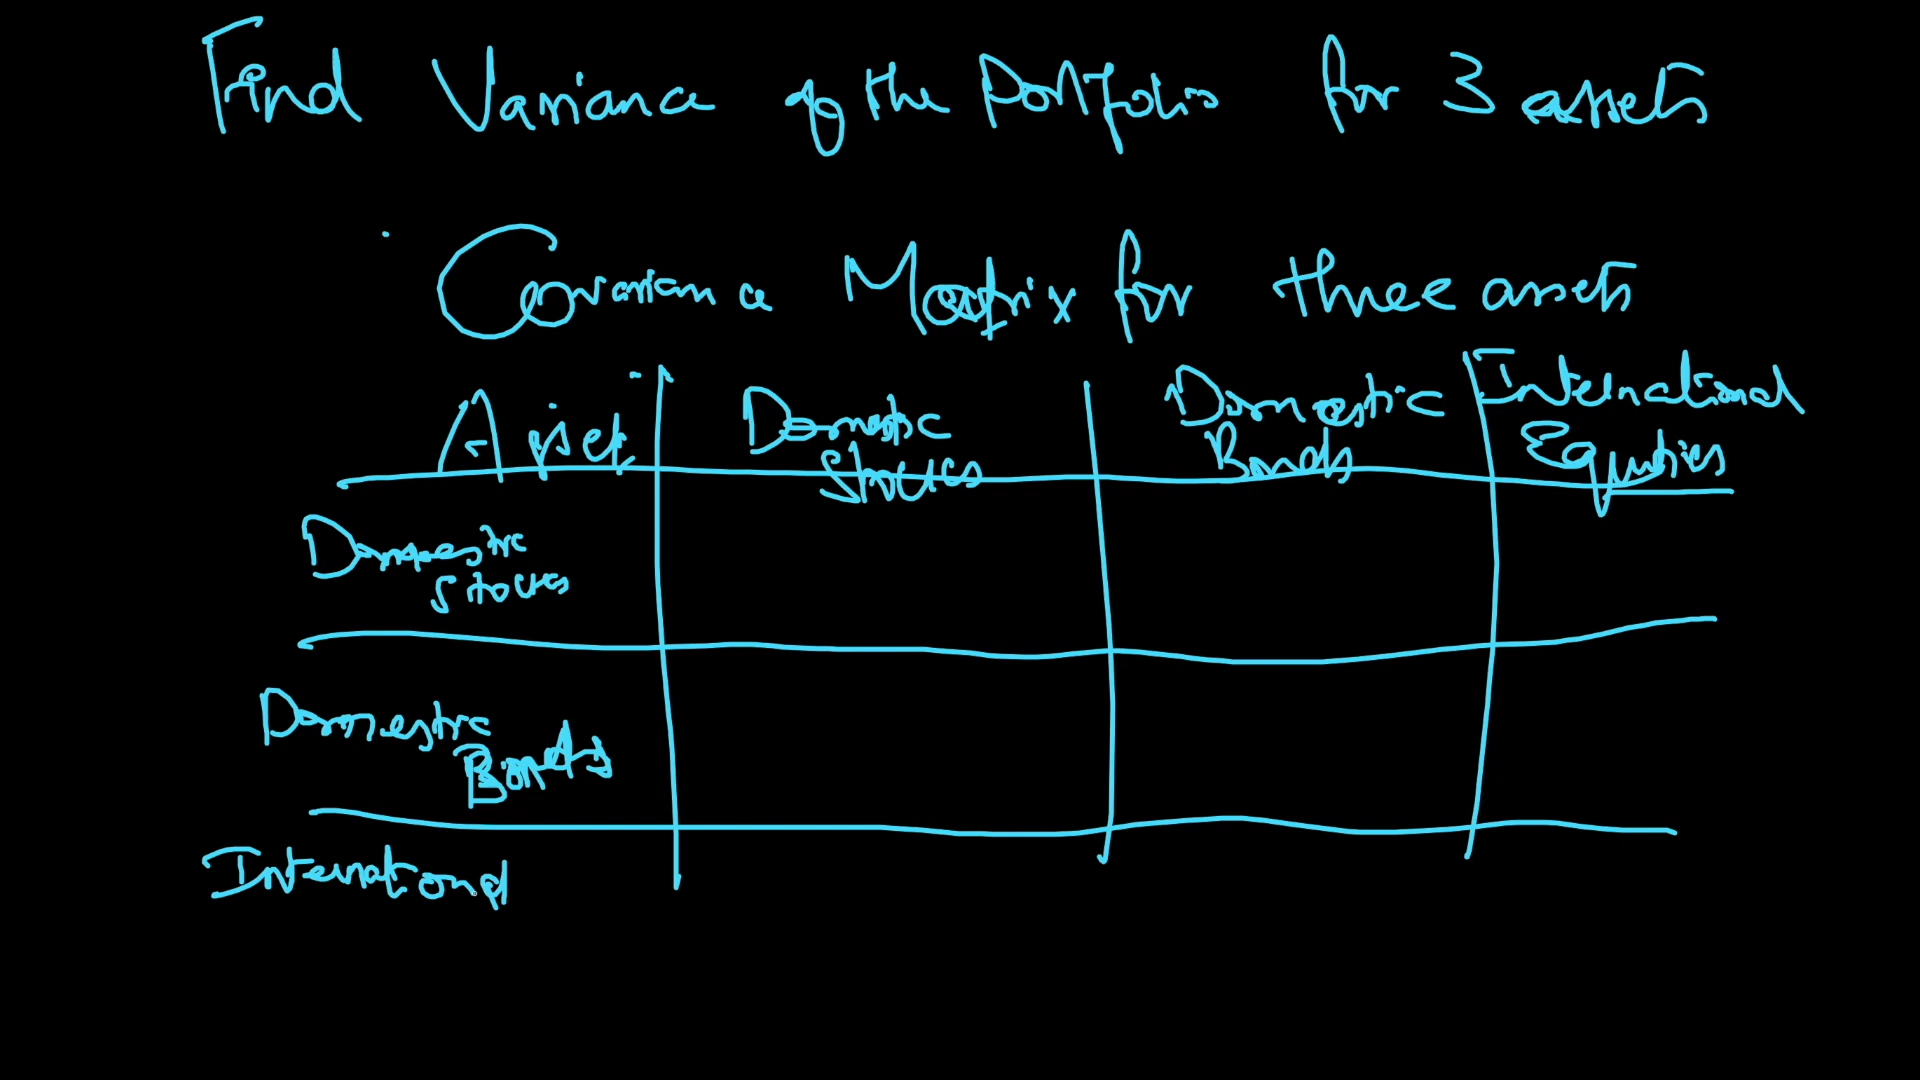 Find Variance of the Portfolio for 3 assets
Covariance Matrix for three assets
Asset
Domestic
Stocks
Domestic
Bonds
International
Equities
Domestic
Stocks
Domestic
Bonds
International